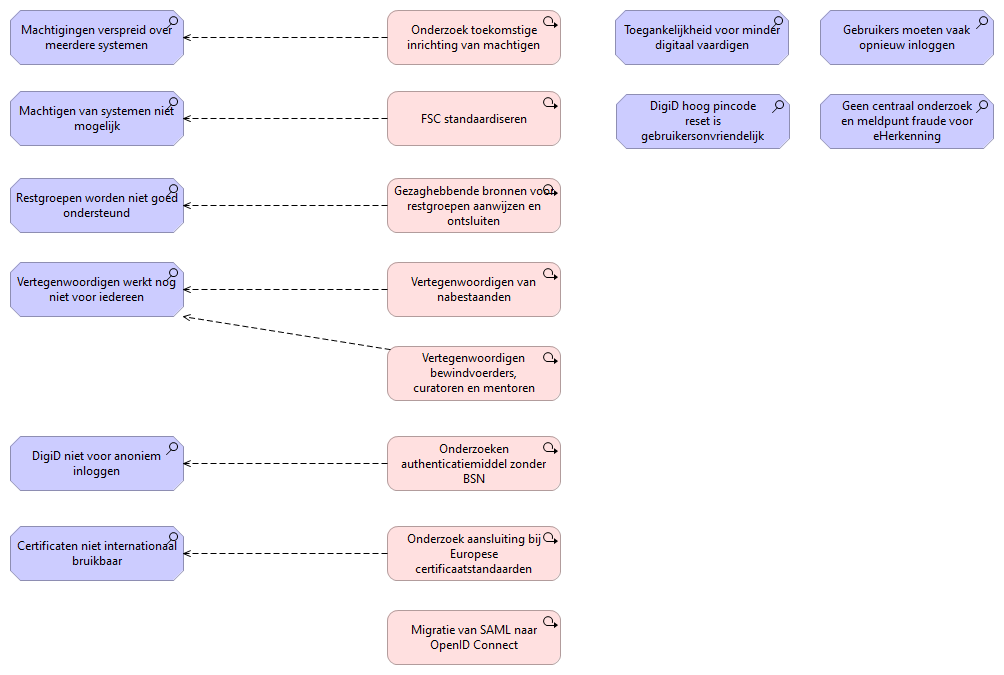 Machtigingen verspreid over
meerdere systemen
Onderzoek toekomstige
inrichting van machtigen
Toegankelijkheid voor minder
digitaal vaardigen
Gebruikers moeten vaak
opnieuw inloggen
Machtigen van systemen niet
mogelijk
FSC standaardiseren
DigiD hoog pincode
reset is
gebruikersonvriendelijk
Geen centraal onderzoek
en meldpunt fraude voor
eHerkenning
Restgroepen worden niet goed
ondersteund
Gezaghebbende bronnen voor
restgroepen aanwijzen en
ontsluiten
Vertegenwoordigen werkt nog
niet voor iedereen
Vertegenwoordigen van
nabestaanden
Vertegenwoordigen
bewindvoerders,
curatoren en mentoren
DigiD niet voor anoniem
inloggen
Onderzoeken
authenticatiemiddel zonder
BSN
Certificaten niet internationaal
bruikbaar
Onderzoek aansluiting bij
Europese
certificaatstandaarden
Migratie van SAML naar
OpenID Connect